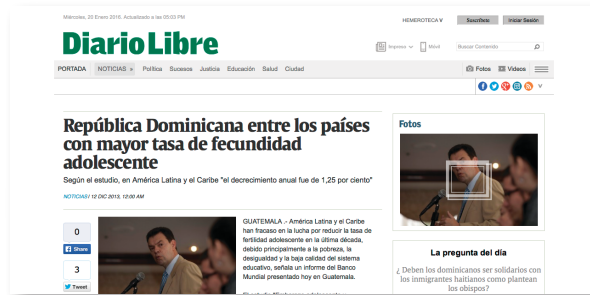 Miércoles, 20 Enero 2016. Actualizado a las 05:03 PM
HEMEROTECA V
Suscríbete
Iniciar Sesión
Diario Libre
Impresa
Móvil
Buscar Contenido
PORTADA NOTICIAS » Política Sucesos Justicia Educación Salud Ciudad
Fotos Videos
República Dominicana entre los países
con mayor tasa de fecundidad
adolescente
Según el estudio, en América Latina y el Caribe "el decrecimiento anual fue de 1,25 por ciento"
NOTICIAS / 12 DIC 2013, 12:00 AM
0
Share
3
Tweet
GUATEMALA .- América Latina y el Caribe
han fracaso en la lucha por reducir la tasa de
fertilidad adolescente en la última década,
debido principalmente a la pobreza, la
desigualdad y la baja calidad del sistema
educativo, señala un informe del Banco
Mundial presentado hoy en Guatemala.
Fotos
La pregunta del día
¿ Deben los dominicanos ser solidarios con
los inmigrantes haitianos como plantean
los obispos?